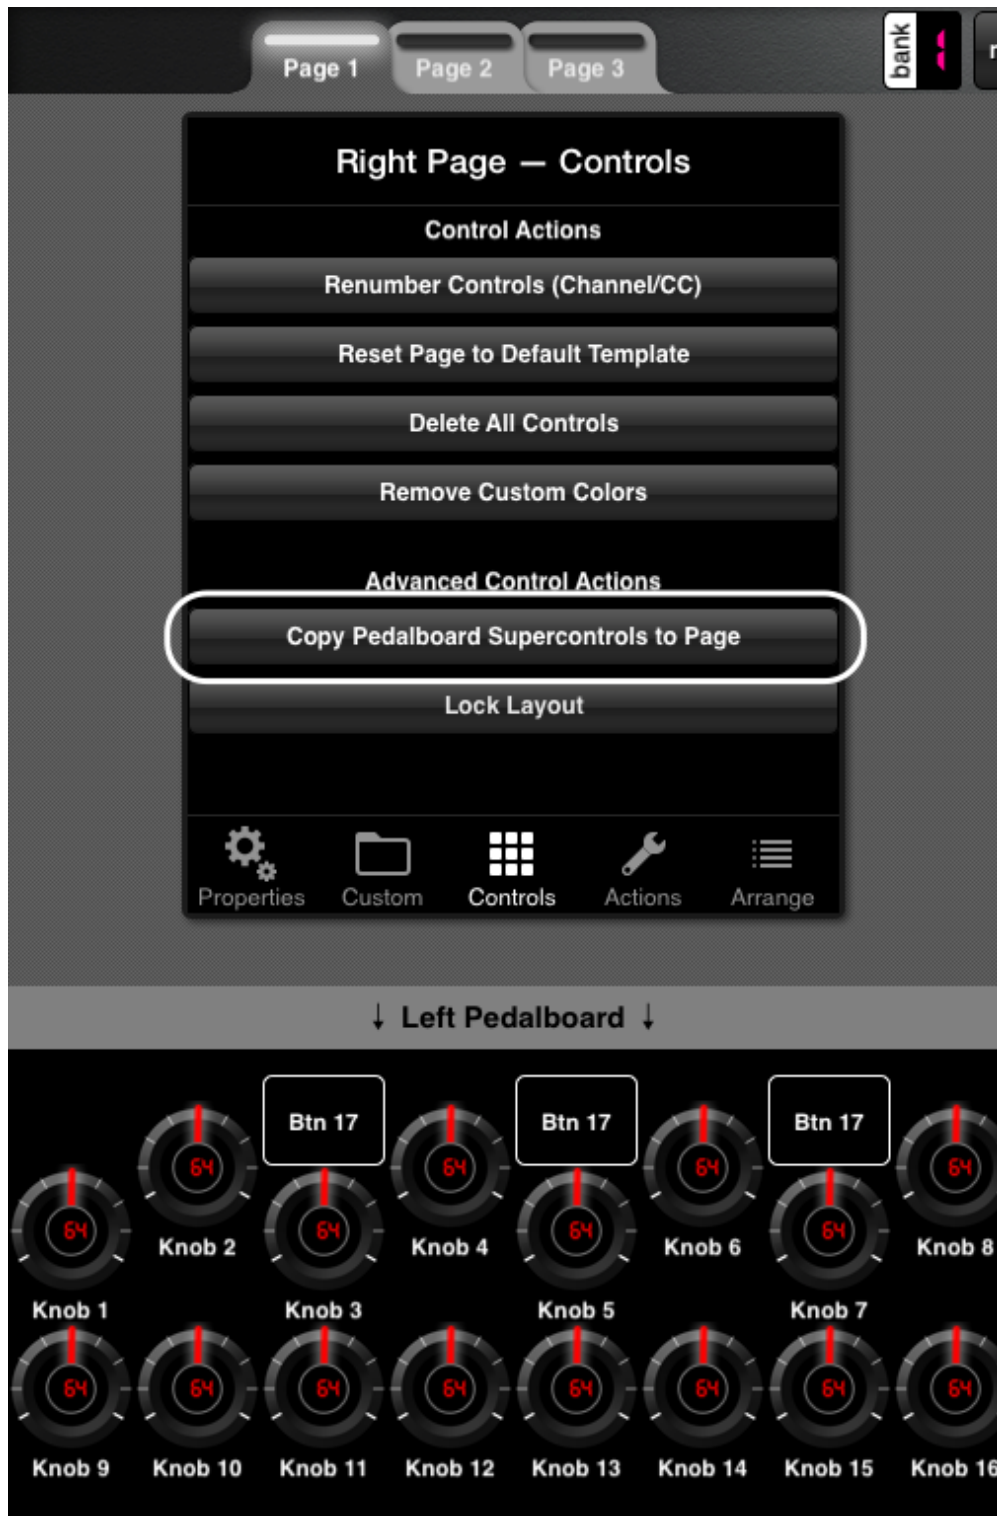 Page 1 Page 2 Page 3
bank
Right Page — Controls
Control Actions
Renumber Controls (Channel/CC)
Reset Page to Default Template
Delete All Controls
Remove Custom Colors
Advanced Control Actions
Copy Pedalboard Supercontrols to Page
Lock Layout
Properties Custom Controls Actions Arrange
↓ Left Pedalboard ↓
Btn 17 Btn 17 Btn 17
64 64 64 64
64 64 64 64
Knob 2 Knob 4 Knob 6 Knob 8
Knob 1 Knob 3 Knob 5 Knob 7
64 64 64 64 64 64 64 64
Knob 9 Knob 10 Knob 11 Knob 12 Knob 13 Knob 14 Knob 15 Knob 16